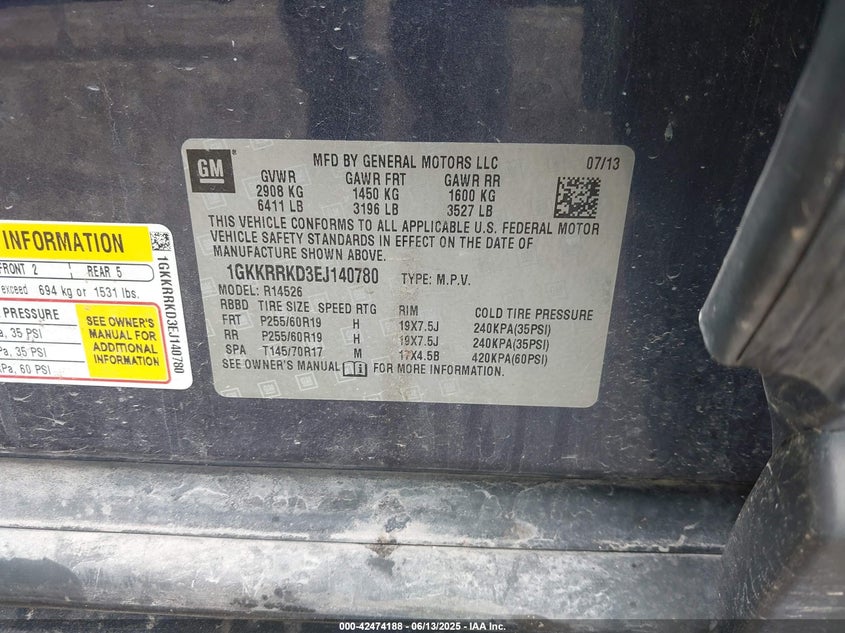 GM
MFD BY GENERAL MOTORS LLC 07/13
GVWR GAWR FRT GAWR RR
2908 KG 1450 KG 1600 KG
6411 LB 3196 LB 3527 LB
THIS VEHICLE CONFORMS TO ALL APPLICABLE U.S. FEDERAL MOTOR
VEHICLE SAFETY STANDARDS IN EFFECT ON THE DATE OF
MANUFACTURE SHOWN ABOVE.
1GKKRRKD3EJ140780 TYPE: M.P.V.
MODEL: R14526
RBBD TIRE SIZE SPEED RTG RIM COLD TIRE PRESSURE
FRT P255/60R19 H 19X7.5J 240KPA(35PSI)
RR P255/60R19 H 19X7.5J 240KPA(35PSI)
SPA T145/70R17 M 17X4.5B 420KPA(60PSI)
SEE OWNER'S MANUAL FOR MORE INFORMATION.
INFORMATION
FRONT 2 REAR 5
exceed 694 kg or 1531 lbs.
PRESSURE
a, 35 PSI
Pa, 35 PSI
Pa, 60 PSI
SEE OWNER'S
MANUAL FOR
ADDITIONAL
INFORMATION
1GKKRRKD3EJ140780
000-42474188 - 06/13/2025 - IAA Inc.